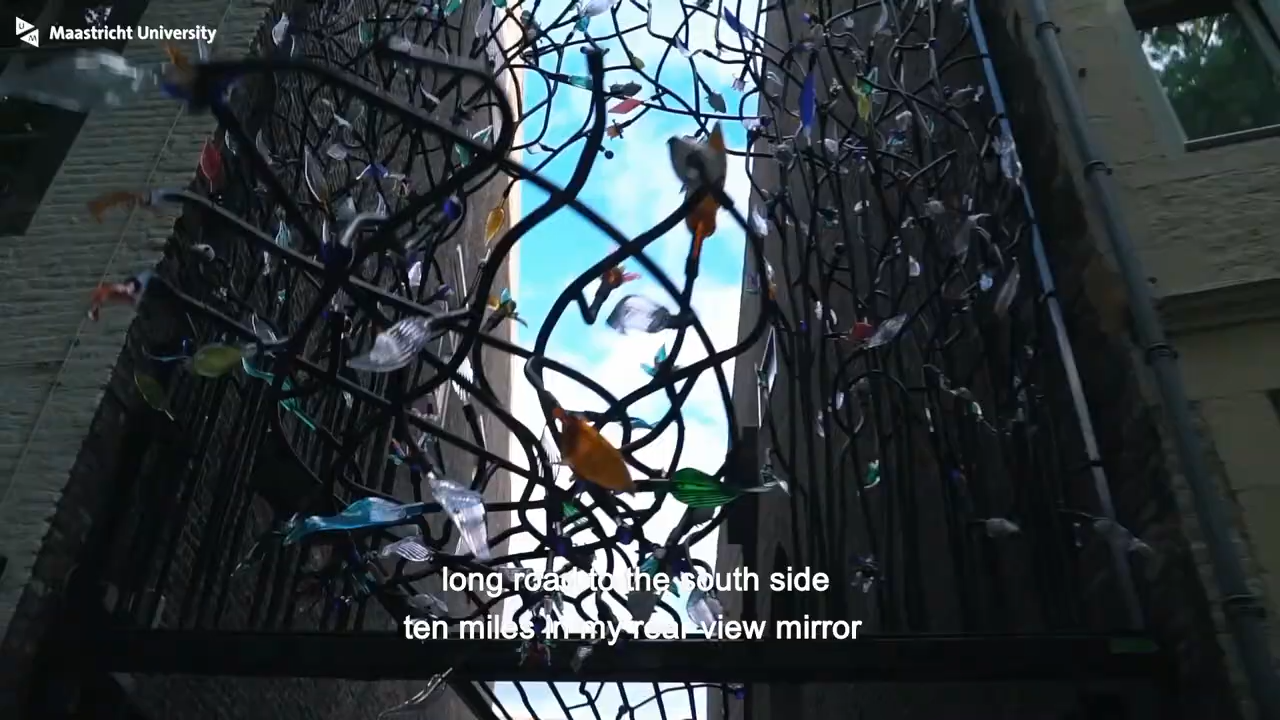 Maastricht University
long road to the south side
ten miles in my rear view mirror